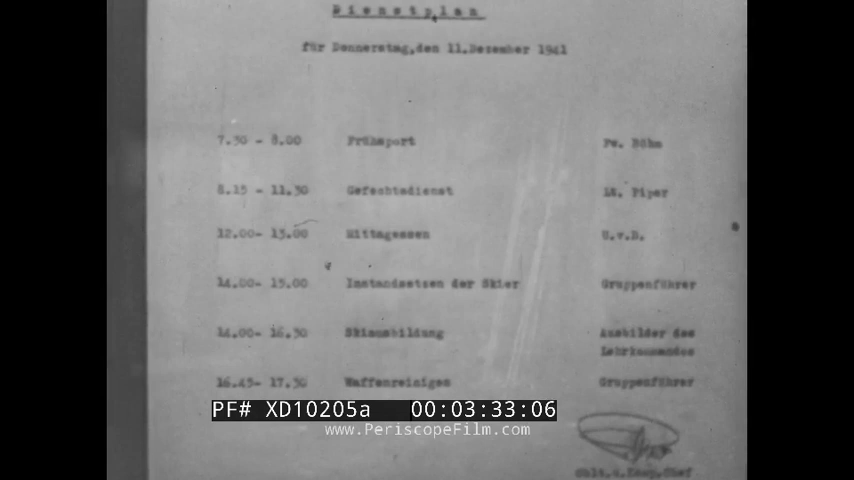 Dienstplan
für Donnerstag,den 11.Dezember 1941
7.30 - 8.00 Frühsport Fw. Böhm
8.15 - 11.30 Gefechtsdienst Lt. Piper
12.00- 13.00 Mittagessen U.v.D.
14.00- 15.00 Instandsetzen der Skier Gruppenführer
14.00- 16.30 Skiausbildung Ausbilder des
Lehrkommandos
16.45- 17.30 Waffenreinigen Gruppenführer
PF# XD10205a 00:03:33:06
www.PeriscopeFilm.com
Oblt.u.Komp.Chef